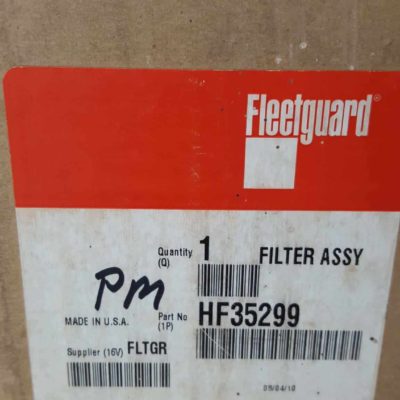 Fleetguard®
Quantity (Q) 1 FILTER ASSY
PM
MADE IN U.S.A.
Part No (1P) HF35299
Supplier (16V) FLTGR
05/04/10